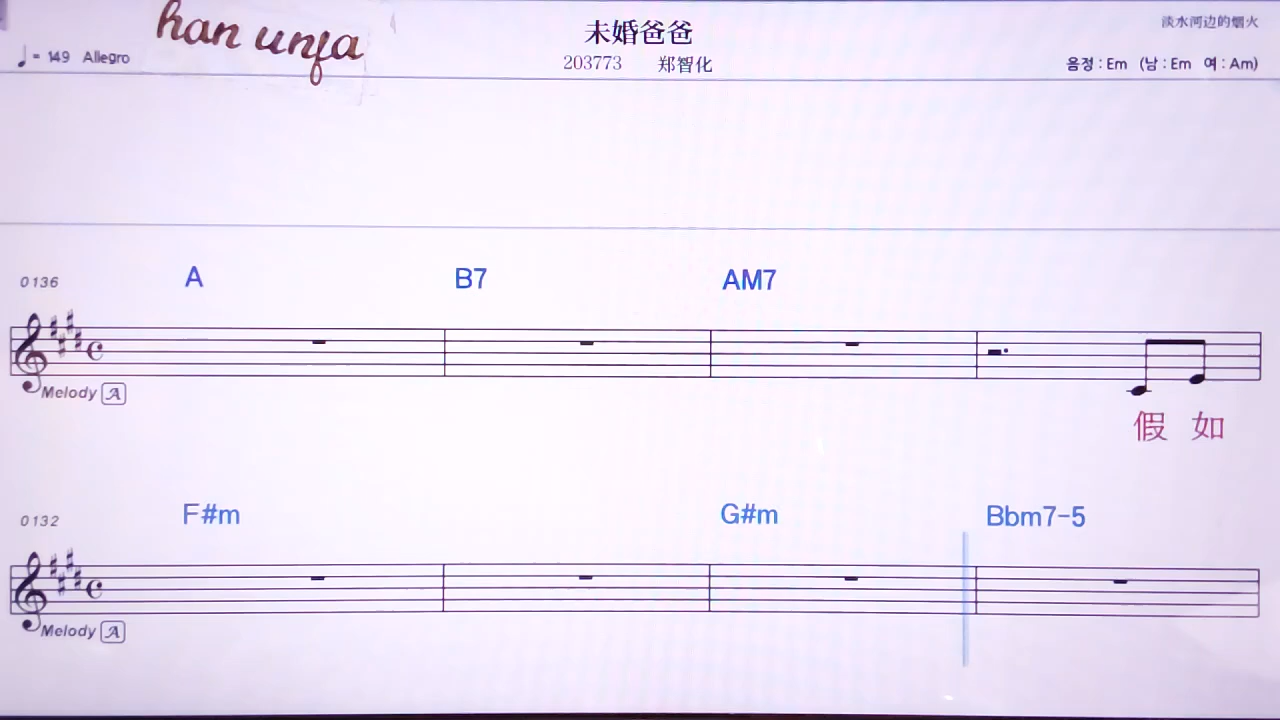 han unja
未婚爸爸
淡水河边的烟火
♩= 149 Allegro
203773 郑智化
음정 : Em (남 : Em 여 : Am)
0136 A B7 AM7
Melody A
假 如
0132 F#m G#m Bbm7-5
Melody A